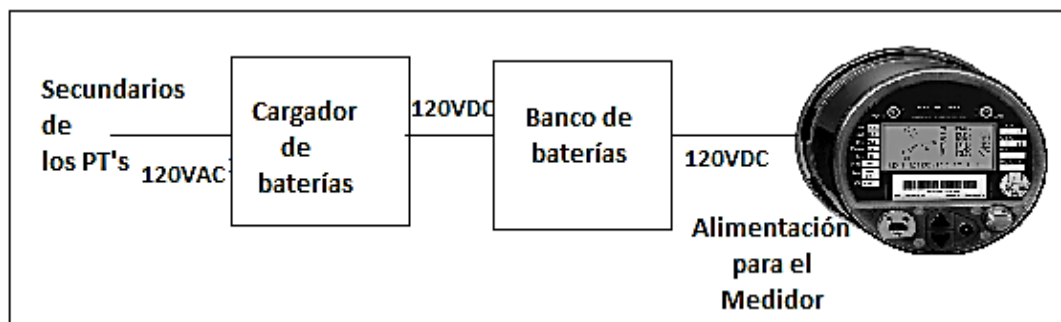 Secundarios
de
los PT's
120VAC
Cargador
de
baterías
120VDC
Banco de
baterías
120VDC
Alimentación
para el
Medidor